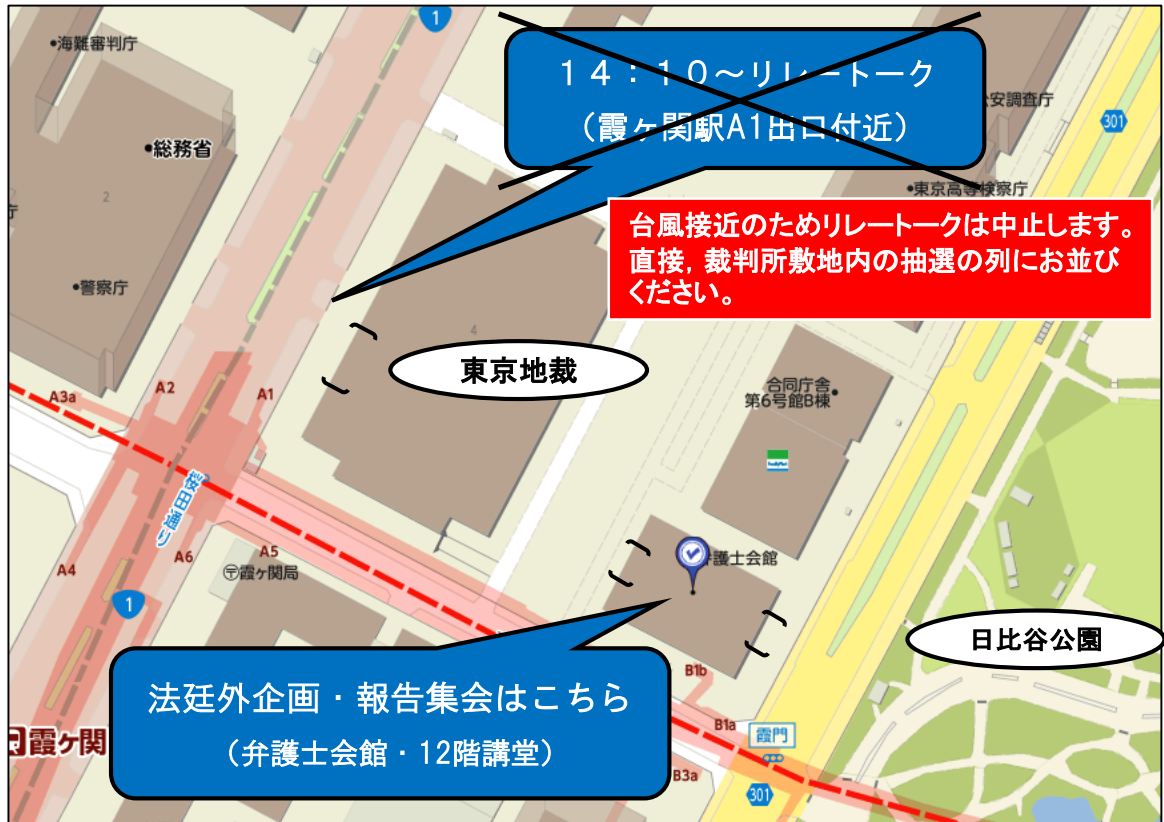 1
・海難審判庁
14:10～リレートーク
(霞ヶ関駅A1出口付近)
公安調査庁
301
・総務省
2
庁
・東京高等検察庁
台風接近のためリレートークは中止します。
直接，裁判所敷地内の抽選の列にお並び
ください。
・警察庁
4
東京地裁
A3a
A2
A1
合同庁舎
第6号館B棟
FamilyMart
桜田通り
A4
A6
A5
〒霞ヶ関局
弁護士会館
1
日比谷公園
法廷外企画・報告集会はこちら
(弁護士会館・12階講堂)
B1b
B1a
霞門
霞ヶ関
B3a
301